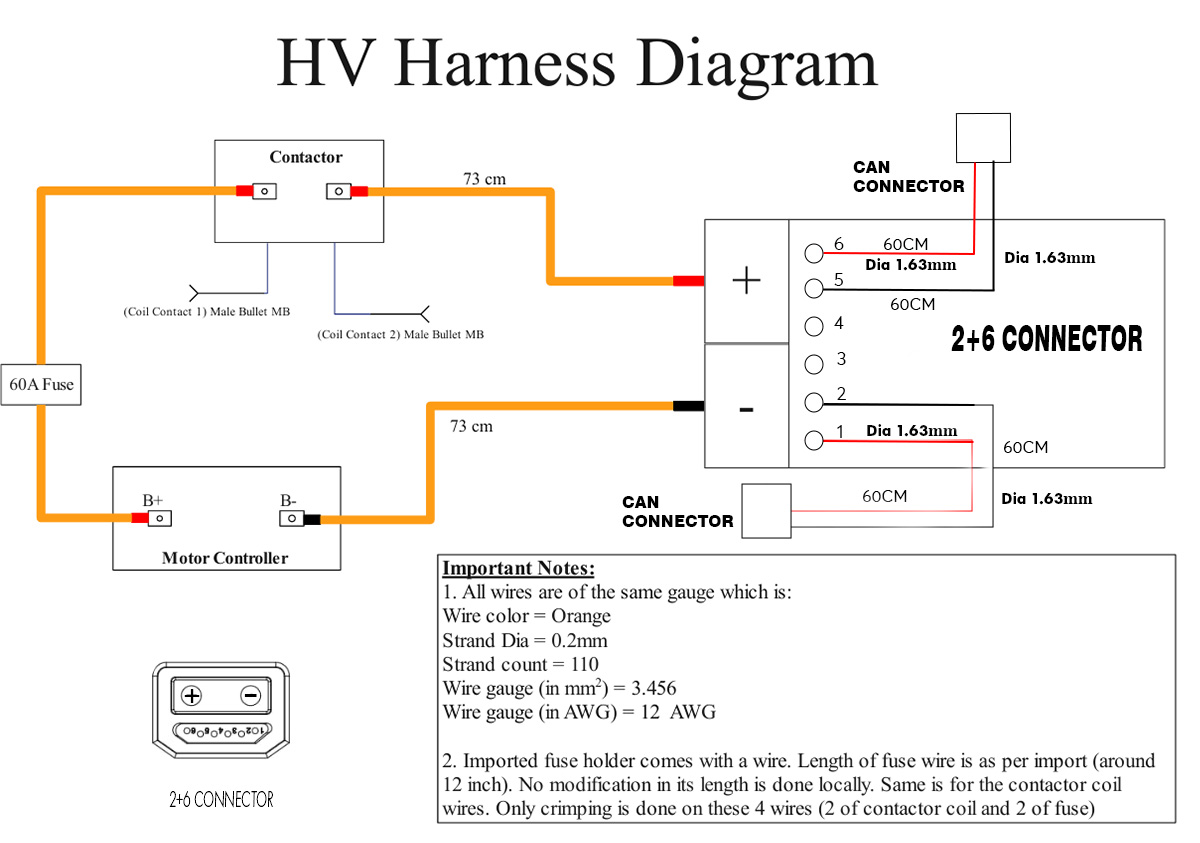 HV Harness Diagram
Contactor
73 cm
CAN
CONNECTOR
6
60CM
Dia 1.63mm
Dia 1.63mm
5
60CM
+
4
2+6 CONNECTOR
3
(Coil Contact 1) Male Bullet MB
(Coil Contact 2) Male Bullet MB
60A Fuse
73 cm
-
2
1
Dia 1.63mm
60CM
60CM
Dia 1.63mm
CAN
CONNECTOR
B+
B-
Motor Controller
Important Notes:
1. All wires are of the same gauge which is:
Wire color = Orange
Strand Dia = 0.2mm
Strand count = 110
Wire gauge (in mm²) = 3.456
Wire gauge (in AWG) = 12 AWG
2. Imported fuse holder comes with a wire. Length of fuse wire is as per import (around
12 inch). No modification in its length is done locally. Same is for the contactor coil
wires. Only crimping is done on these 4 wires (2 of contactor coil and 2 of fuse)
+ -
1 2 3 4 5 6
2+6 CONNECTOR